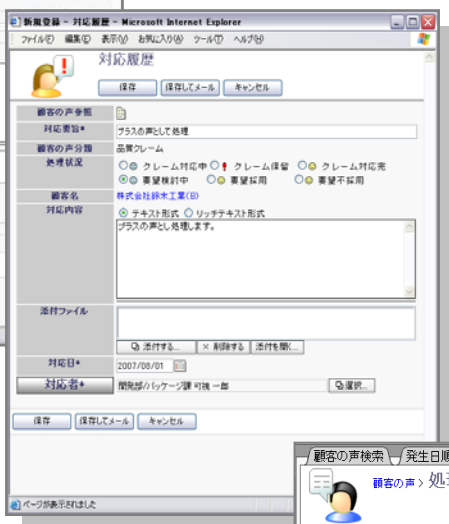 新規登録 - 対応履歴 - Microsoft Internet Explorer
ファイル(F) 編集(E) 表示(V) お気に入り(A) ツール(T) ヘルプ(H)
対応履歴
保存 保存してメール キャンセル
顧客の声参照
対応要旨* プラスの声として処理
顧客の声分類 品質クレーム
処理状況 クレーム対応中 クレーム保留 クレーム対応完
要望検討中 要望採用 要望不採用
顧客名 株式会社鈴木工業(B)
対応内容 テキスト形式 リッチテキスト形式
プラスの声とし処理します。
添付ファイル
添付する... × 削除する 添付を開く...
対応日* 2007/08/01
対応者* 開発部/パッケージ課 可視 一郎 選択...
保存 保存してメール キャンセル
顧客の声検索 発生日順
顧客の声> 処理
ページが表示されました